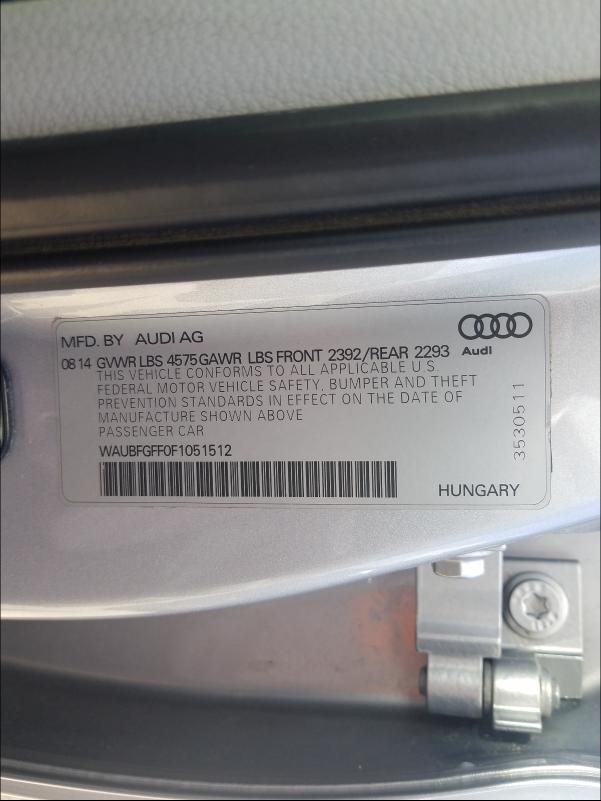 MFD. BY AUDI AG
0814 GVWR LBS 4575 GAWR LBS FRONT 2392/REAR 2293
Audi
THIS VEHICLE CONFORMS TO ALL APPLICABLE U.S.
FEDERAL MOTOR VEHICLE SAFETY, BUMPER AND THEFT
PREVENTION STANDARDS IN EFFECT ON THE DATE OF
MANUFACTURE SHOWN ABOVE
PASSENGER CAR
WAUBFGFF0F1051512
HUNGARY
3530511